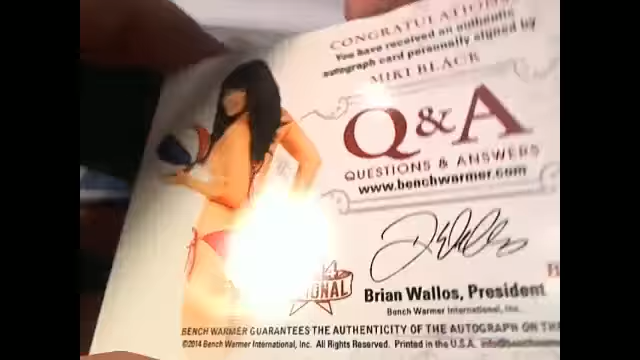 CONGRATULATIONS
You have received an authentic
autograph card personally signed by
MIKI BLACK
Q&A
QUESTIONS & ANSWERS
www.benchwarmer.com
Brian Wallos, President
Bench Warmer International, Inc.
BENCH WARMER GUARANTEES THE AUTHENTICITY OF THE AUTOGRAPH ON
©2014 Bench Warmer International, Inc. All Rights Reserved. Printed in the U.S.A.